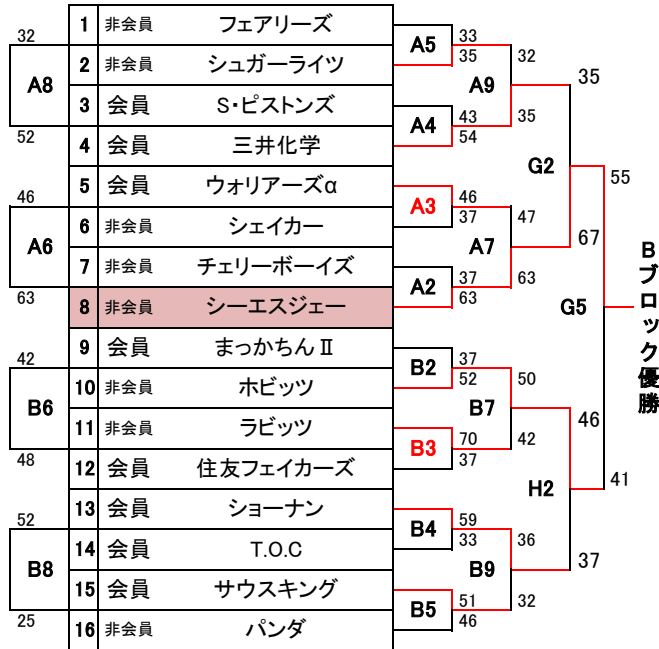 32
A8
52
46
A6
63
42
B6
48
52
B8
25
1 非会員 フェアリーズ
2 非会員 シュガーライツ
3 会員 S・ピストンズ
4 会員 三井化学
5 会員 ウォリアーズα
6 非会員 シェイカー
7 非会員 チェリーボーイズ
8 非会員 シーエスジェー
9 会員 まっかちんⅡ
10 非会員 ホビッツ
11 非会員 ラビッツ
12 会員 住友フェイカーズ
13 会員 ショーナン
14 会員 T.O.C
15 会員 サウスキング
16 非会員 パンダ
A5 33
35
A4 43
54
A3 46
37
A2 37
63
B2 37
52
B3 70
37
B4 59
33
B5 51
46
32
A9
35
47
A7
63
50
B7
42
36
B9
32
35
G2
67
46
H2
37
55
G5
41
Bブロック優勝